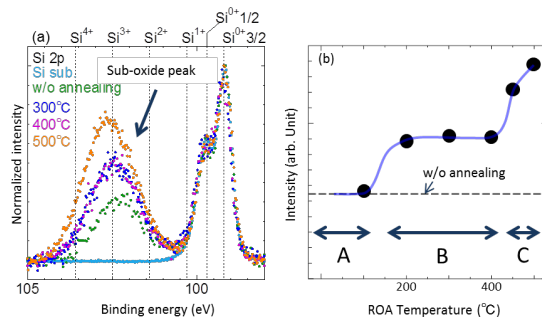 Si⁰⁺1/2
(a) Si⁴⁺ Si³⁺ Si²⁺ Si¹⁺ Si⁰⁺3/2
Si 2p
Si sub
w/o annealing
300℃
400℃
500℃
Sub-oxide peak
Normalized Intensity
105 100
Binding energy (eV)
(b)
Intensity (arb. Unit)
w/o annealing
A B C
200 400
ROA Temperature (℃)